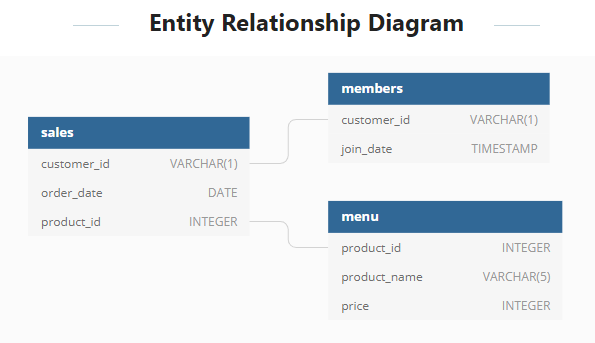 Entity Relationship Diagram
sales
customer_id VARCHAR(1)
order_date DATE
product_id INTEGER
members
customer_id VARCHAR(1)
join_date TIMESTAMP
menu
product_id INTEGER
product_name VARCHAR(5)
price INTEGER